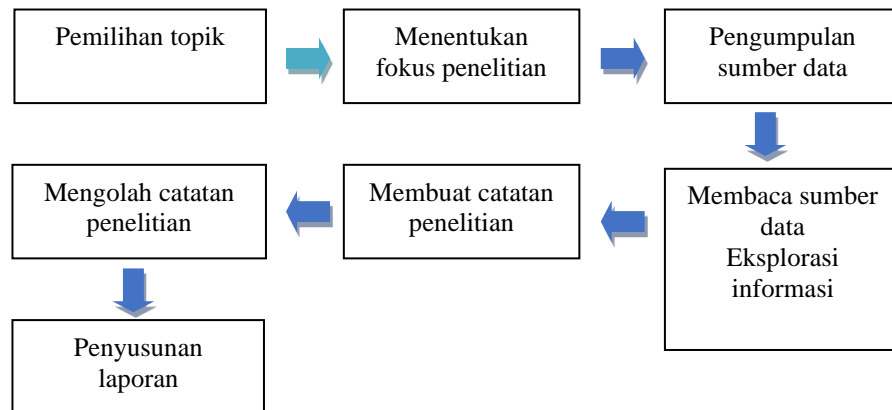 Pemilihan topik
Menentukan
fokus penelitian
Pengumpulan
sumber data
Membaca sumber
data
Eksplorasi
informasi
Membuat catatan
penelitian
Mengolah catatan
penelitian
Penyusunan
laporan